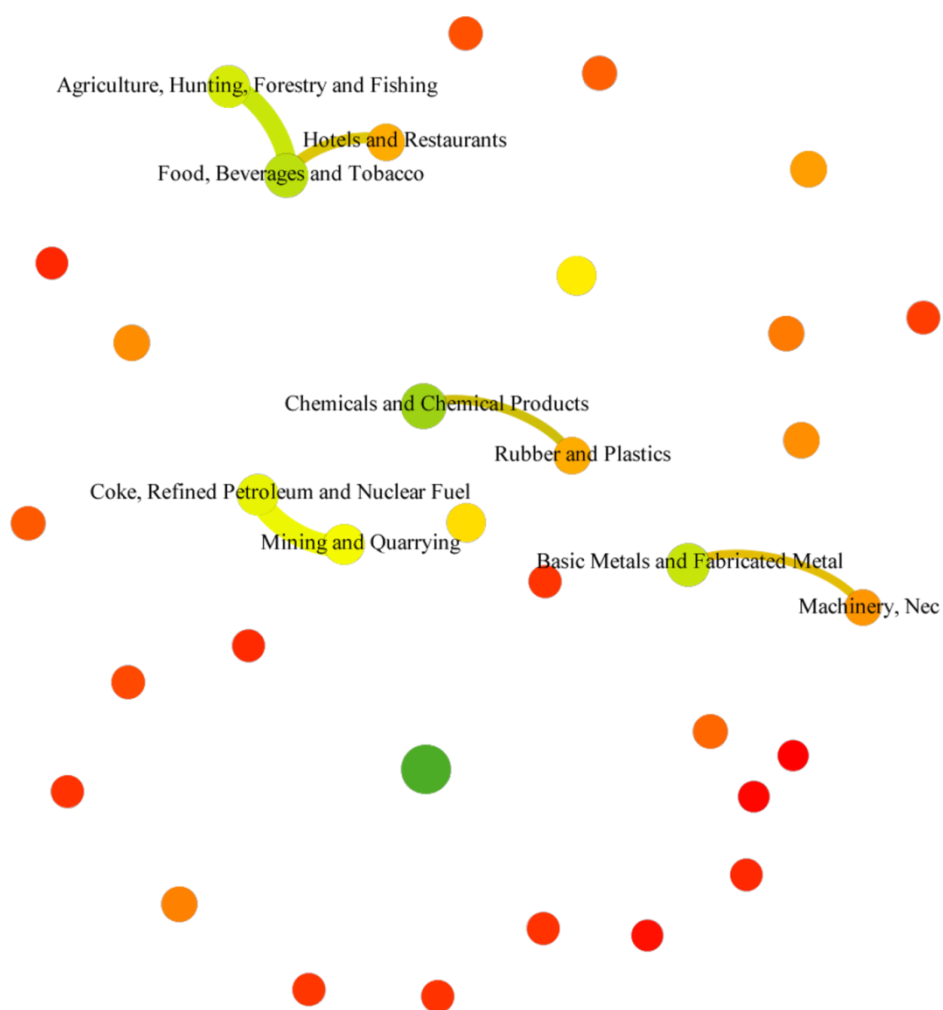 Agriculture, Hunting, Forestry and Fishing
Hotels and Restaurants
Food, Beverages and Tobacco
Chemicals and Chemical Products
Rubber and Plastics
Coke, Refined Petroleum and Nuclear Fuel
Mining and Quarrying
Basic Metals and Fabricated Metal
Machinery, Nec